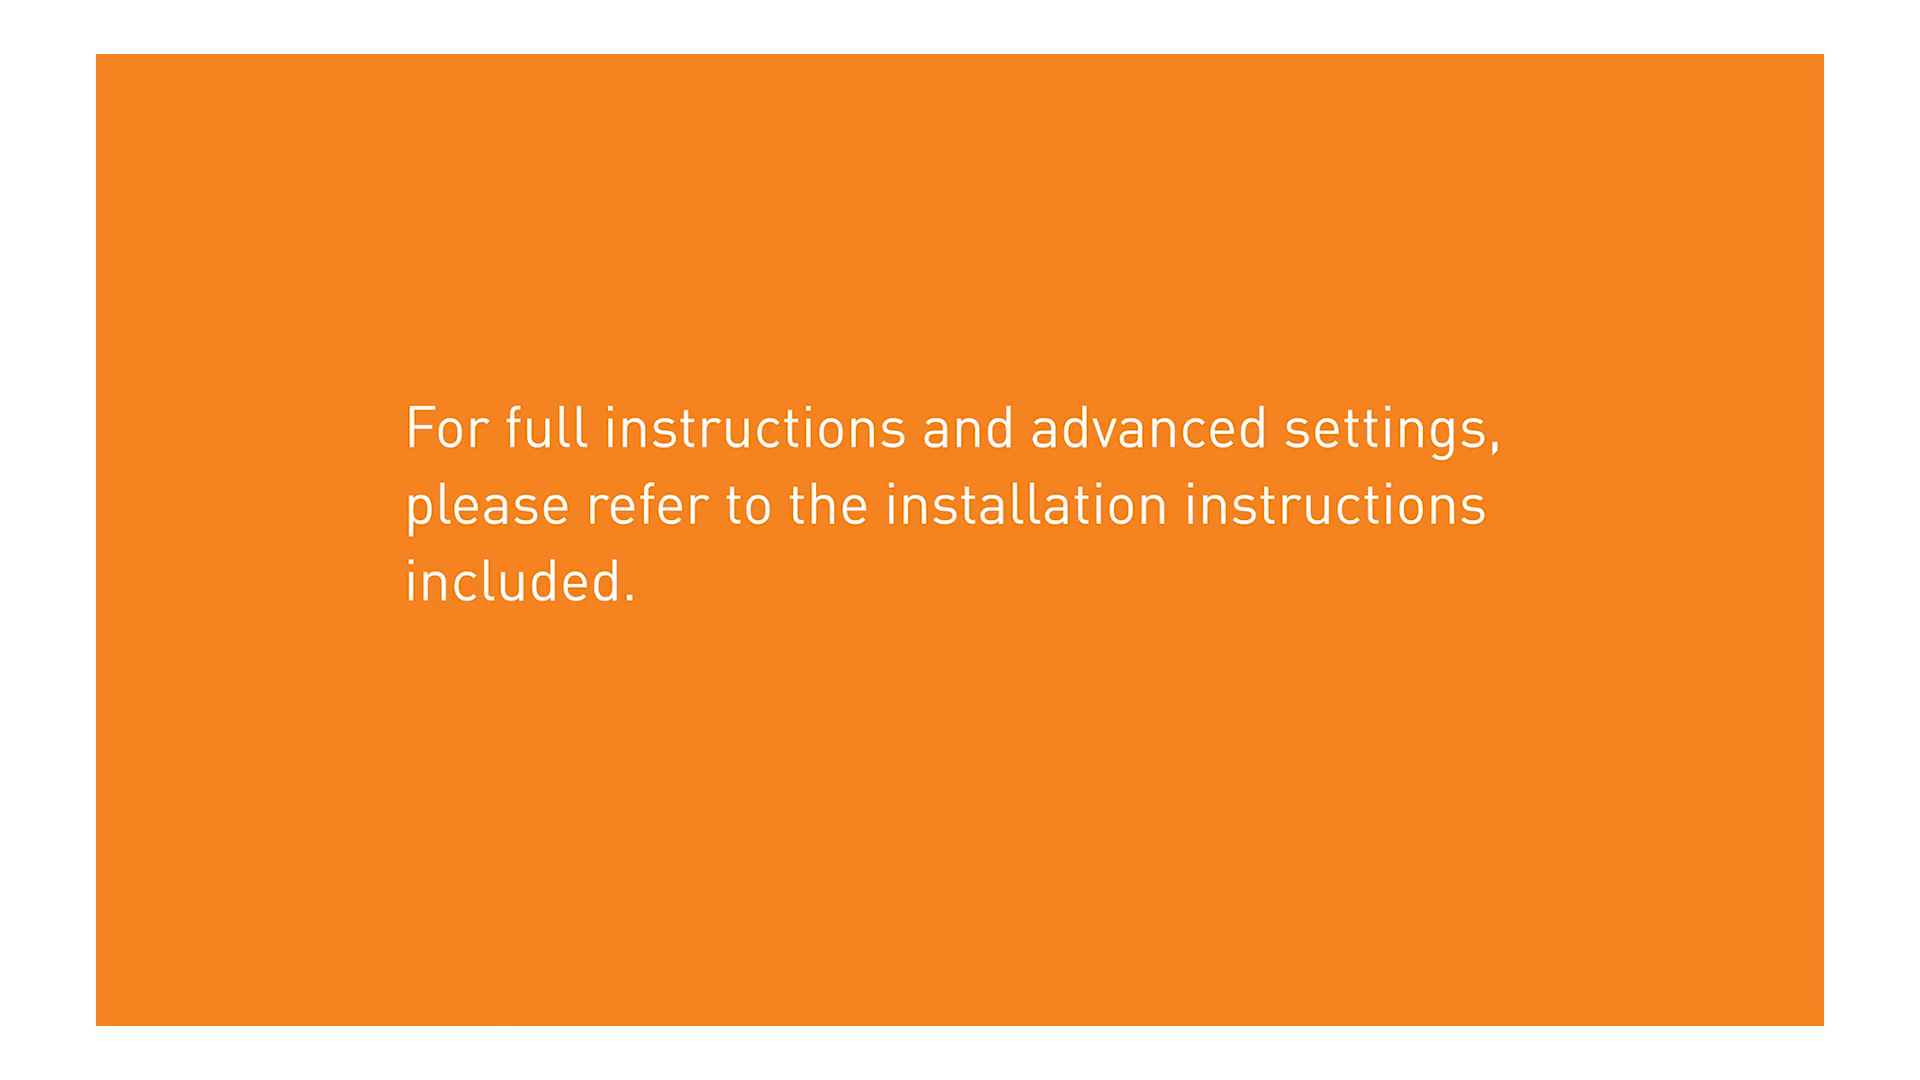 For full instructions and advanced settings,
please refer to the installation instructions
included.